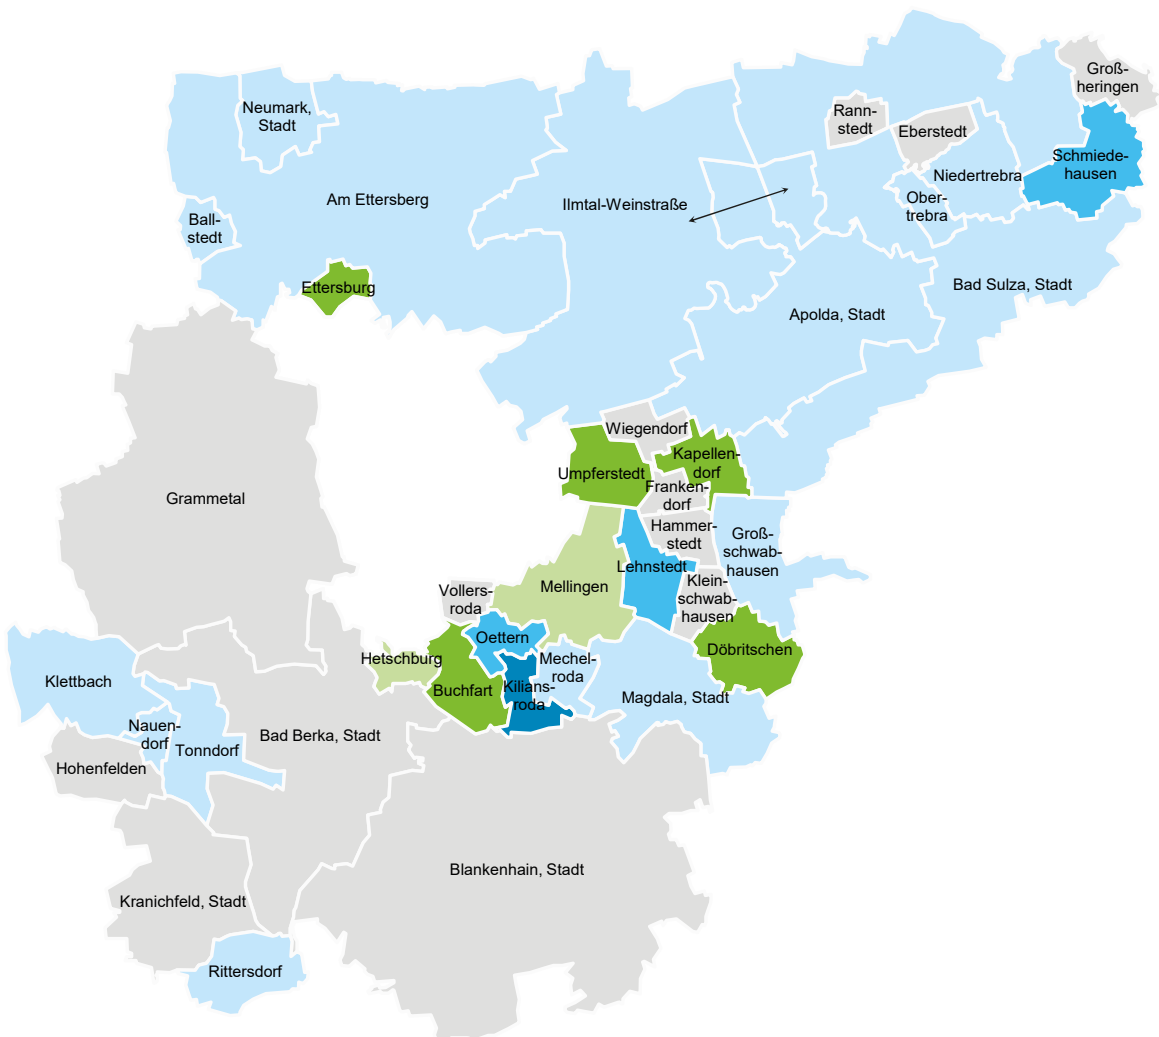 Groß-
heringen
Neumark,
Stadt
Rann-
stedt
Eberstedt
Schmiede-
hausen
Niedertrebra
Am Ettersberg
Ilmtal-Weinstraße
Ober-
trebra
Ball-
stedt
Ettersburg
Bad Sulza, Stadt
Apolda, Stadt
Wiegendorf
Kapellen-
dorf
Umpferstedt
Franken-
dorf
Grammetal
Hammer-
stedt
Groß-
schwab-
hausen
Lehnstedt
Mellingen
Klein-
schwab-
hausen
Vollers-
roda
Oettern
Döbritschen
Hetschburg
Mechel-
roda
Klettbach
Buchfart
Kilians-
roda
Magdala, Stadt
Nauen-
dorf
Tonndorf
Bad Berka, Stadt
Hohenfelden
Blankenhain, Stadt
Kranichfeld, Stadt
Rittersdorf